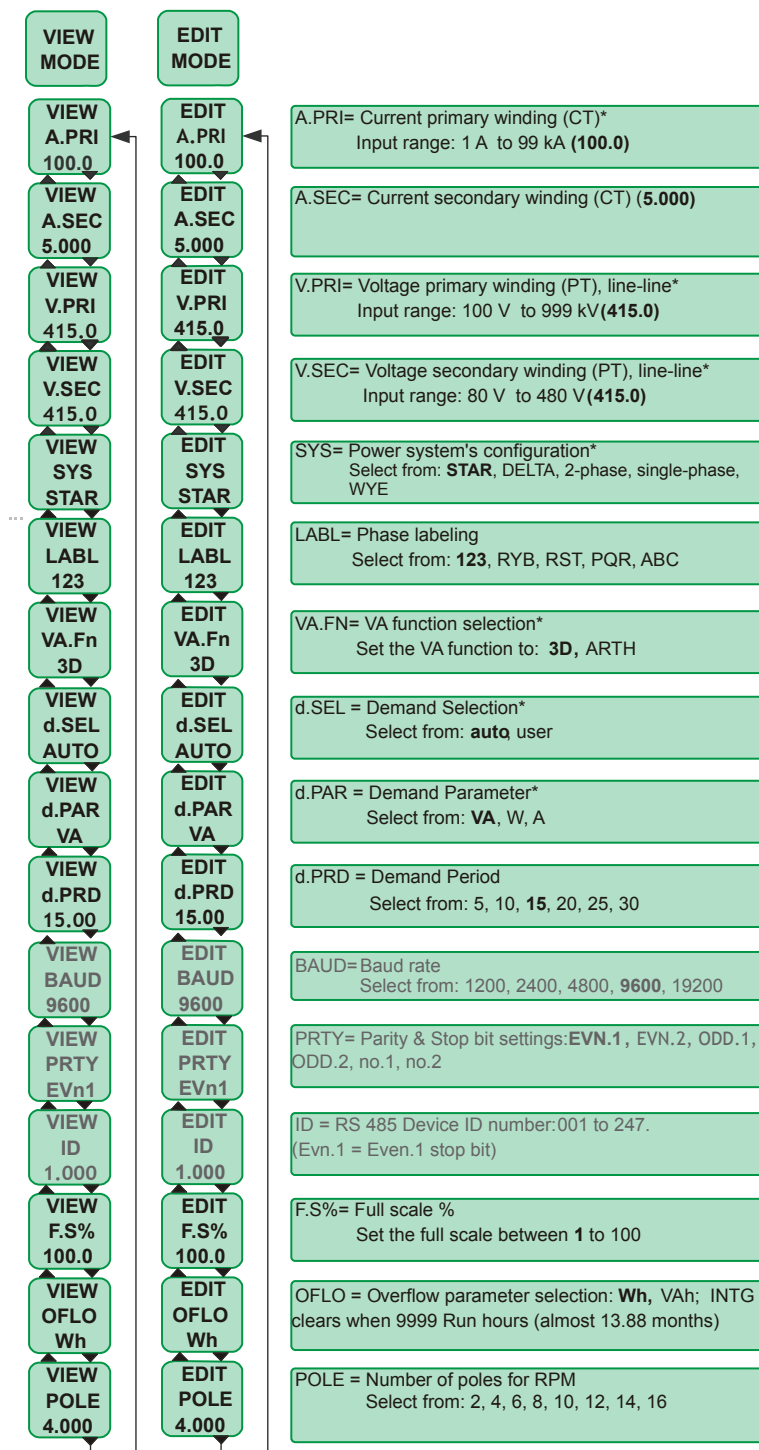 VIEW
MODE
EDIT
MODE
VIEW
A.PRI
100.0
EDIT
A.PRI
100.0
A.PRI= Current primary winding (CT)*
Input range: 1 A to 99 kA (100.0)
VIEW
A.SEC
5.000
EDIT
A.SEC
5.000
A.SEC= Current secondary winding (CT) (5.000)
VIEW
V.PRI
415.0
EDIT
V.PRI
415.0
V.PRI= Voltage primary winding (PT), line-line*
Input range: 100 V to 999 kV(415.0)
VIEW
V.SEC
415.0
EDIT
V.SEC
415.0
V.SEC= Voltage secondary winding (PT), line-line*
Input range: 80 V to 480 V(415.0)
VIEW
SYS
STAR
EDIT
SYS
STAR
SYS= Power system's configuration*
Select from: STAR, DELTA, 2-phase, single-phase,
WYE
VIEW
LABL
123
EDIT
LABL
123
LABL= Phase labeling
Select from: 123, RYB, RST, PQR, ABC
VIEW
VA.Fn
3D
EDIT
VA.Fn
3D
VA.FN= VA function selection*
Set the VA function to: 3D, ARTH
VIEW
d.SEL
AUTO
EDIT
d.SEL
AUTO
d.SEL = Demand Selection*
Select from: auto, user
VIEW
d.PAR
VA
EDIT
d.PAR
VA
d.PAR = Demand Parameter*
Select from: VA, W, A
VIEW
d.PRD
15.00
EDIT
d.PRD
15.00
d.PRD = Demand Period
Select from: 5, 10, 15, 20, 25, 30
VIEW
BAUD
9600
EDIT
BAUD
9600
BAUD= Baud rate
Select from: 1200, 2400, 4800, 9600, 19200
VIEW
PRTY
EVn1
EDIT
PRTY
EVn1
PRTY= Parity & Stop bit settings:EVN.1, EVN.2, ODD.1,
ODD.2, no.1, no.2
VIEW
ID
1.000
EDIT
ID
1.000
ID = RS 485 Device ID number:001 to 247.
(Evn.1 = Even.1 stop bit)
VIEW
F.S%
100.0
EDIT
F.S%
100.0
F.S%= Full scale %
Set the full scale between 1 to 100
VIEW
OFLO
Wh
EDIT
OFLO
Wh
OFLO = Overflow parameter selection: Wh, VAh; INTG
clears when 9999 Run hours (almost 13.88 months)
VIEW
POLE
4.000
EDIT
POLE
4.000
POLE = Number of poles for RPM
Select from: 2, 4, 6, 8, 10, 12, 14, 16